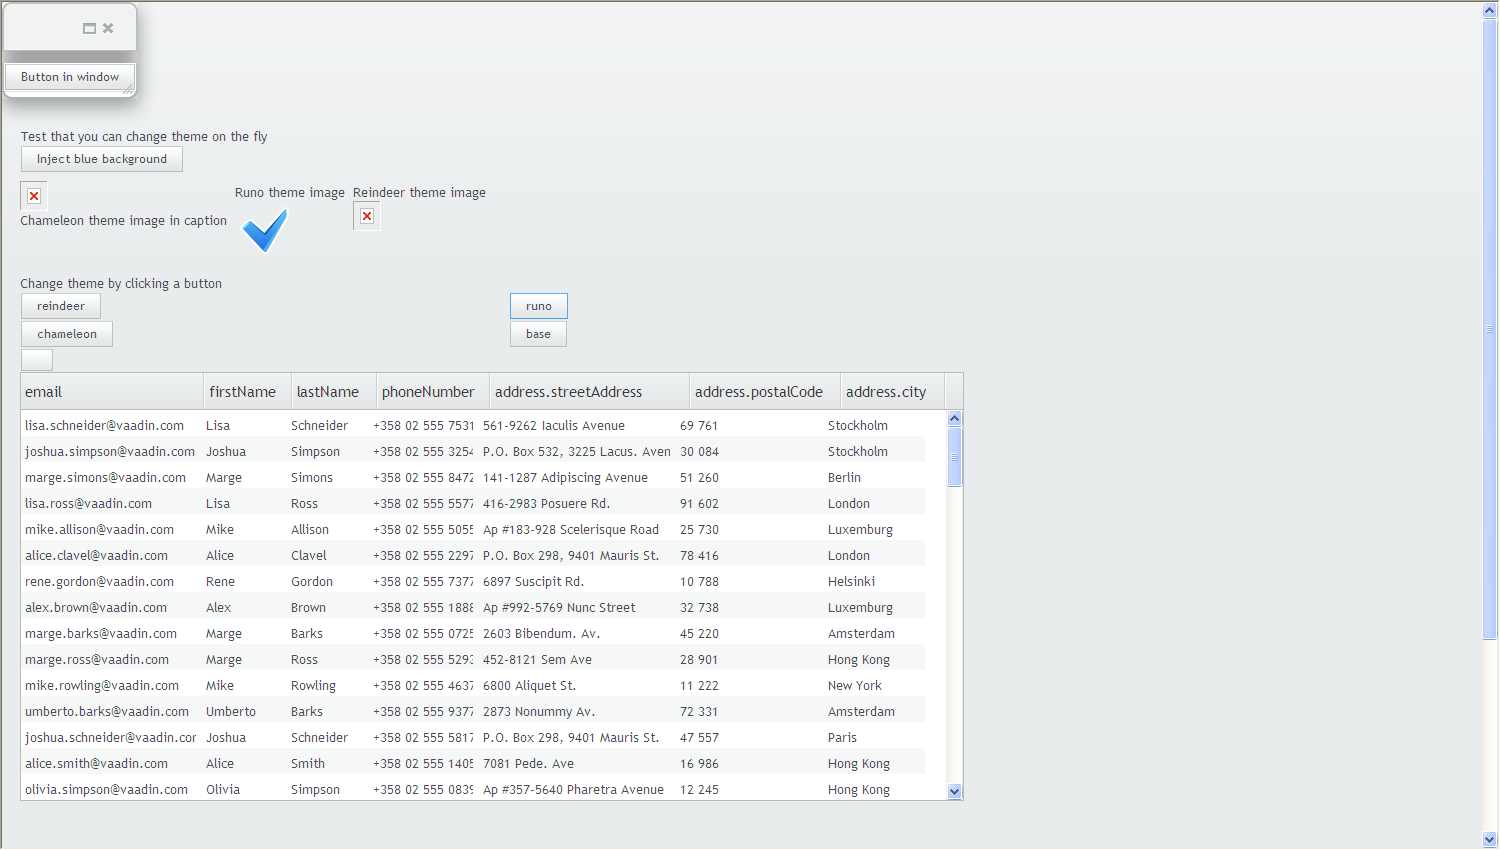 Button in window
Test that you can change theme on the fly
Inject blue background
Runo theme image Reindeer theme image
Chameleon theme image in caption
Change theme by clicking a button
reindeer runo
chameleon base
email firstName lastName phoneNumber address.streetAddress address.postalCode address.city
lisa.schneider@vaadin.com Lisa Schneider +358 02 555 7531 561-9262 Iaculis Avenue 69 761 Stockholm
joshua.simpson@vaadin.com Joshua Simpson +358 02 555 3254 P.O. Box 532, 3225 Lacus. Aven 30 084 Stockholm
marge.simons@vaadin.com Marge Simons +358 02 555 8472 141-1287 Adipiscing Avenue 51 260 Berlin
lisa.ross@vaadin.com Lisa Ross +358 02 555 5577 416-2983 Posuere Rd. 91 602 London
mike.allison@vaadin.com Mike Allison +358 02 555 5055 Ap #183-928 Scelerisque Road 25 730 Luxemburg
alice.clavel@vaadin.com Alice Clavel +358 02 555 2297 P.O. Box 298, 9401 Mauris St. 78 416 London
rene.gordon@vaadin.com Rene Gordon +358 02 555 7377 6897 Suscipit Rd. 10 788 Helsinki
alex.brown@vaadin.com Alex Brown +358 02 555 1888 Ap #992-5769 Nunc Street 32 738 Luxemburg
marge.barks@vaadin.com Marge Barks +358 02 555 0725 2603 Bibendum. Av. 45 220 Amsterdam
marge.ross@vaadin.com Marge Ross +358 02 555 5293 452-8121 Sem Ave 28 901 Hong Kong
mike.rowling@vaadin.com Mike Rowling +358 02 555 4637 6800 Aliquet St. 11 222 New York
umberto.barks@vaadin.com Umberto Barks +358 02 555 9377 2873 Nonummy Av. 72 331 Amsterdam
joshua.schneider@vaadin.cor Joshua Schneider +358 02 555 5817 P.O. Box 298, 9401 Mauris St. 47 557 Paris
alice.smith@vaadin.com Alice Smith +358 02 555 1405 7081 Pede. Ave 16 986 Hong Kong
olivia.simpson@vaadin.com Olivia Simpson +358 02 555 0839 Ap #357-5640 Pharetra Avenue 12 245 Hong Kong